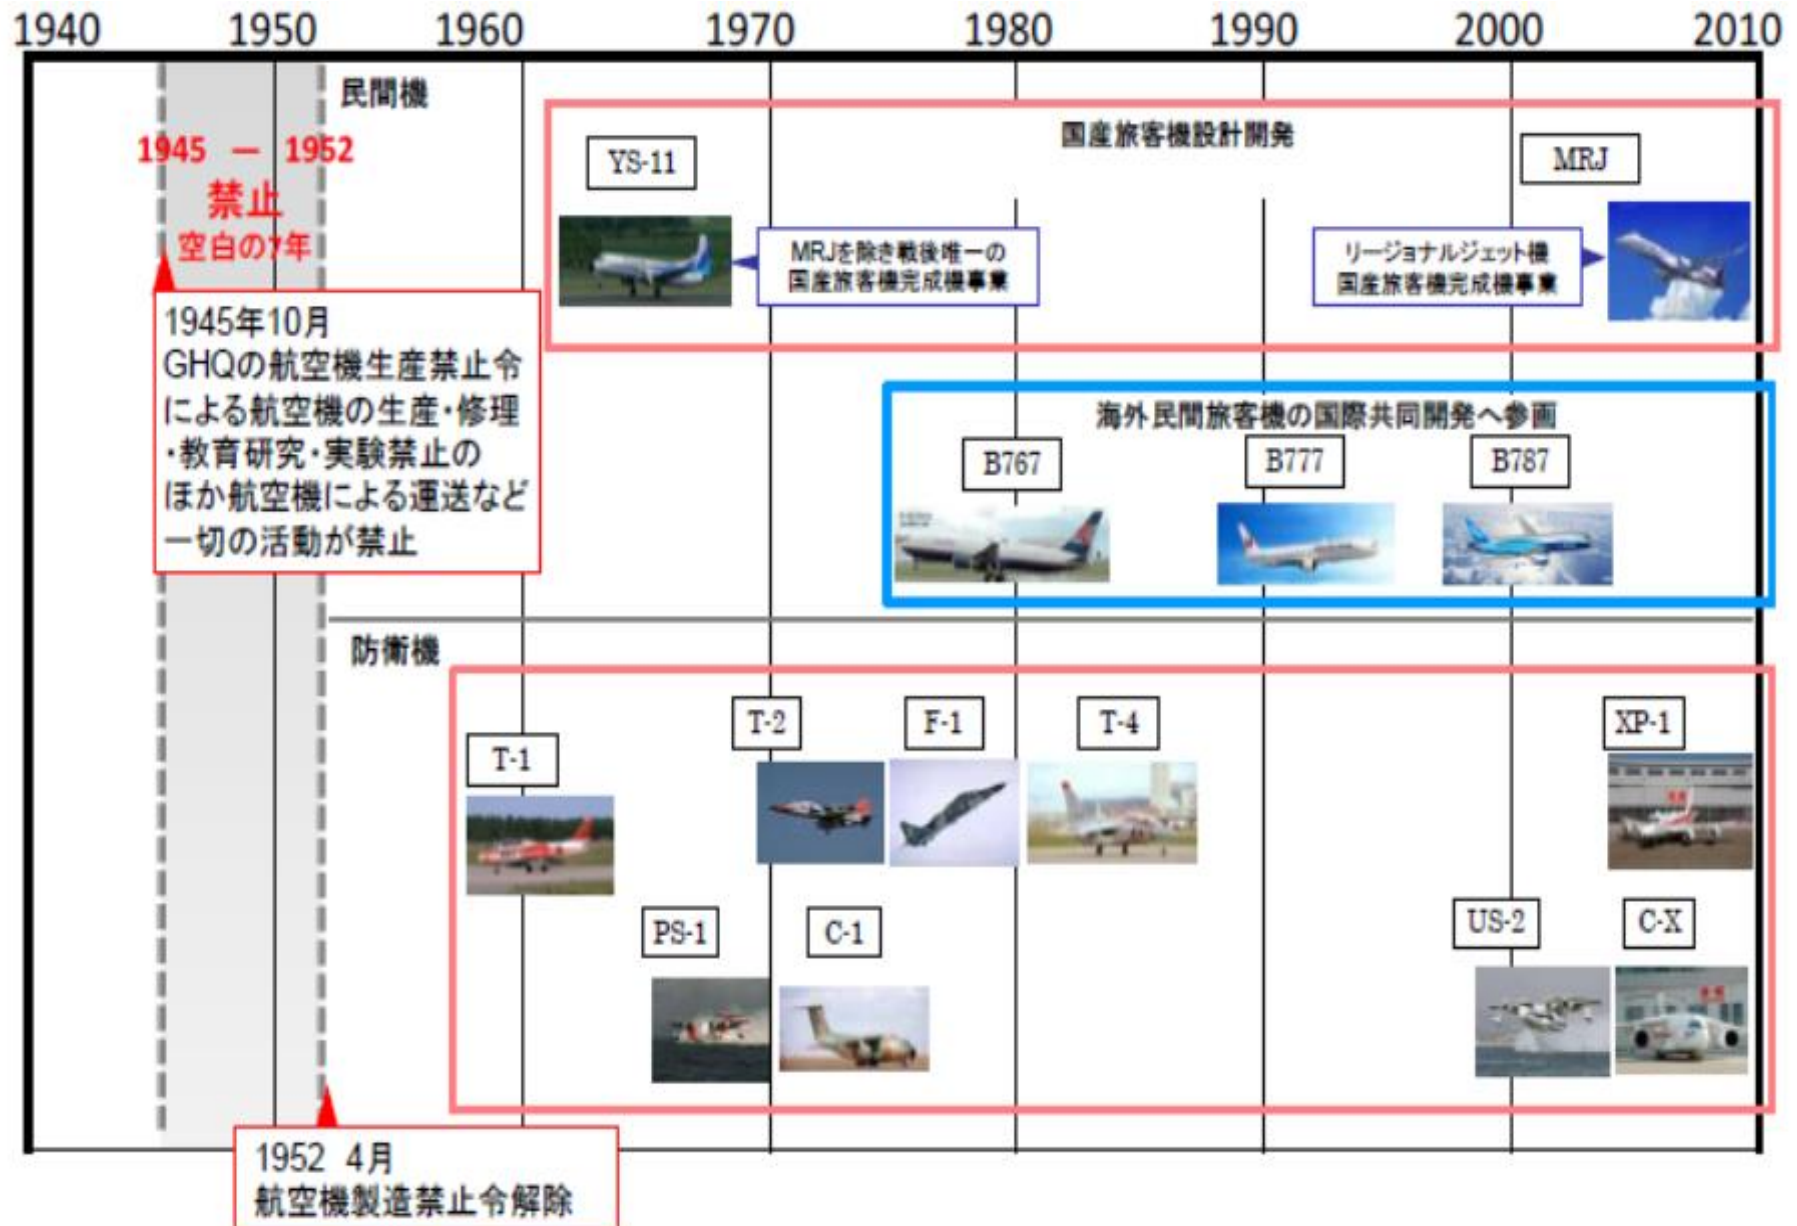 1940 1950 1960 1970 1980 1990 2000 2010
民間機
1945 ー 1952
禁止
空白の7年
国産旅客機設計開発
YS-11
MRJ
MRJを除き戦後唯一の
国産旅客機完成機事業
リージョナルジェット機
国産旅客機完成機事業
1945年10月
GHQの航空機生産禁止令
による航空機の生産・修理
・教育研究・実験禁止の
ほか航空機による運送など
一切の活動が禁止
海外民間旅客機の国際共同開発へ参画
B767
B777
B787
防衛機
T-1
T-2
F-1
T-4
XP-1
PS-1
C-1
US-2
C-X
1952 4月
航空機製造禁止令解除